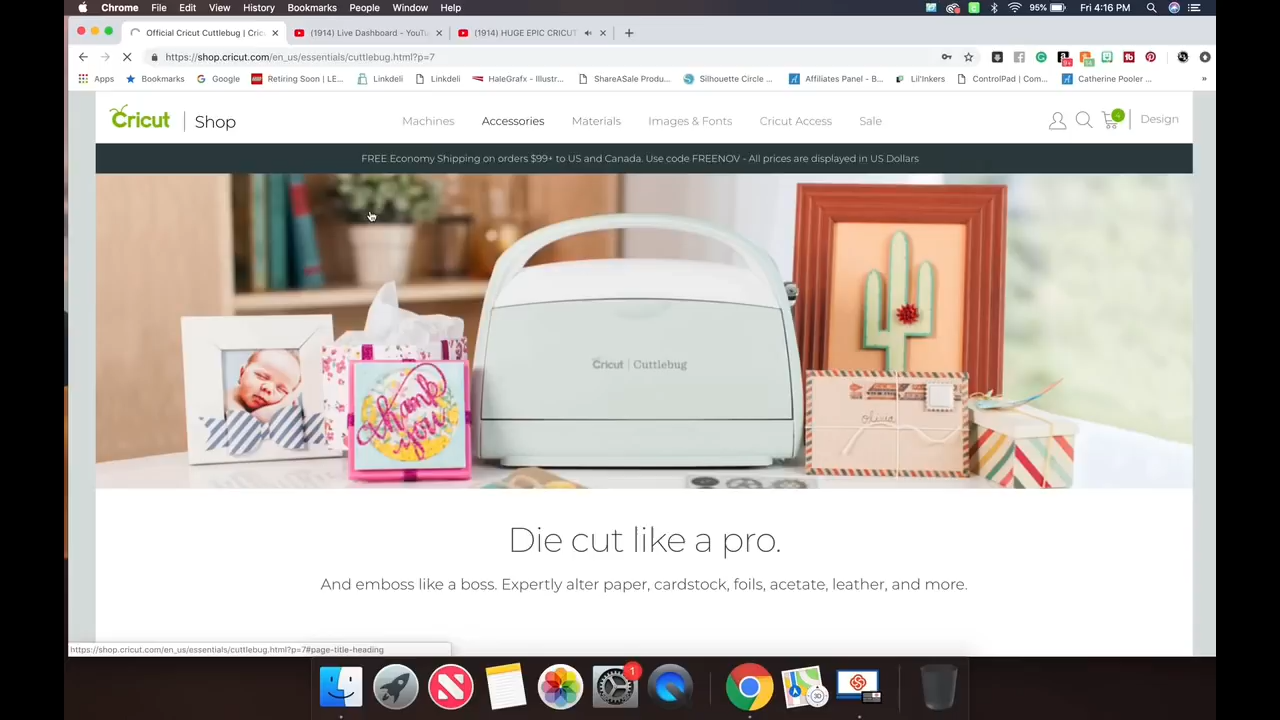 Chrome File Edit View History Bookmarks People Window Help 95% Fri 4:16 PM
Official Cricut Cuttlebug | Cric (1914) Live Dashboard - YouTu (1914) HUGE EPIC CRICUT
https://shop.cricut.com/en_us/essentials/cuttlebug.html?p=7
Apps Bookmarks Google Retiring Soon | LE... Linkdeli Linkdeli HaleGrafx - Illustr... ShareASale Produ... Silhouette Circle ... Affiliates Panel - B... Lil'Inkers ControlPad | Com... Catherine Pooler ... »
Cricut | Shop Machines Accessories Materials Images & Fonts Cricut Access Sale Design
FREE Economy Shipping on orders $99+ to US and Canada. Use code FREENOV - All prices are displayed in US Dollars
Cricut | Cuttlebug
thank you
olivia
Die cut like a pro.
And emboss like a boss. Expertly alter paper, cardstock, foils, acetate, leather, and more.
https://shop.cricut.com/en_us/essentials/cuttlebug.html?p=7#page-title-heading
1
3D